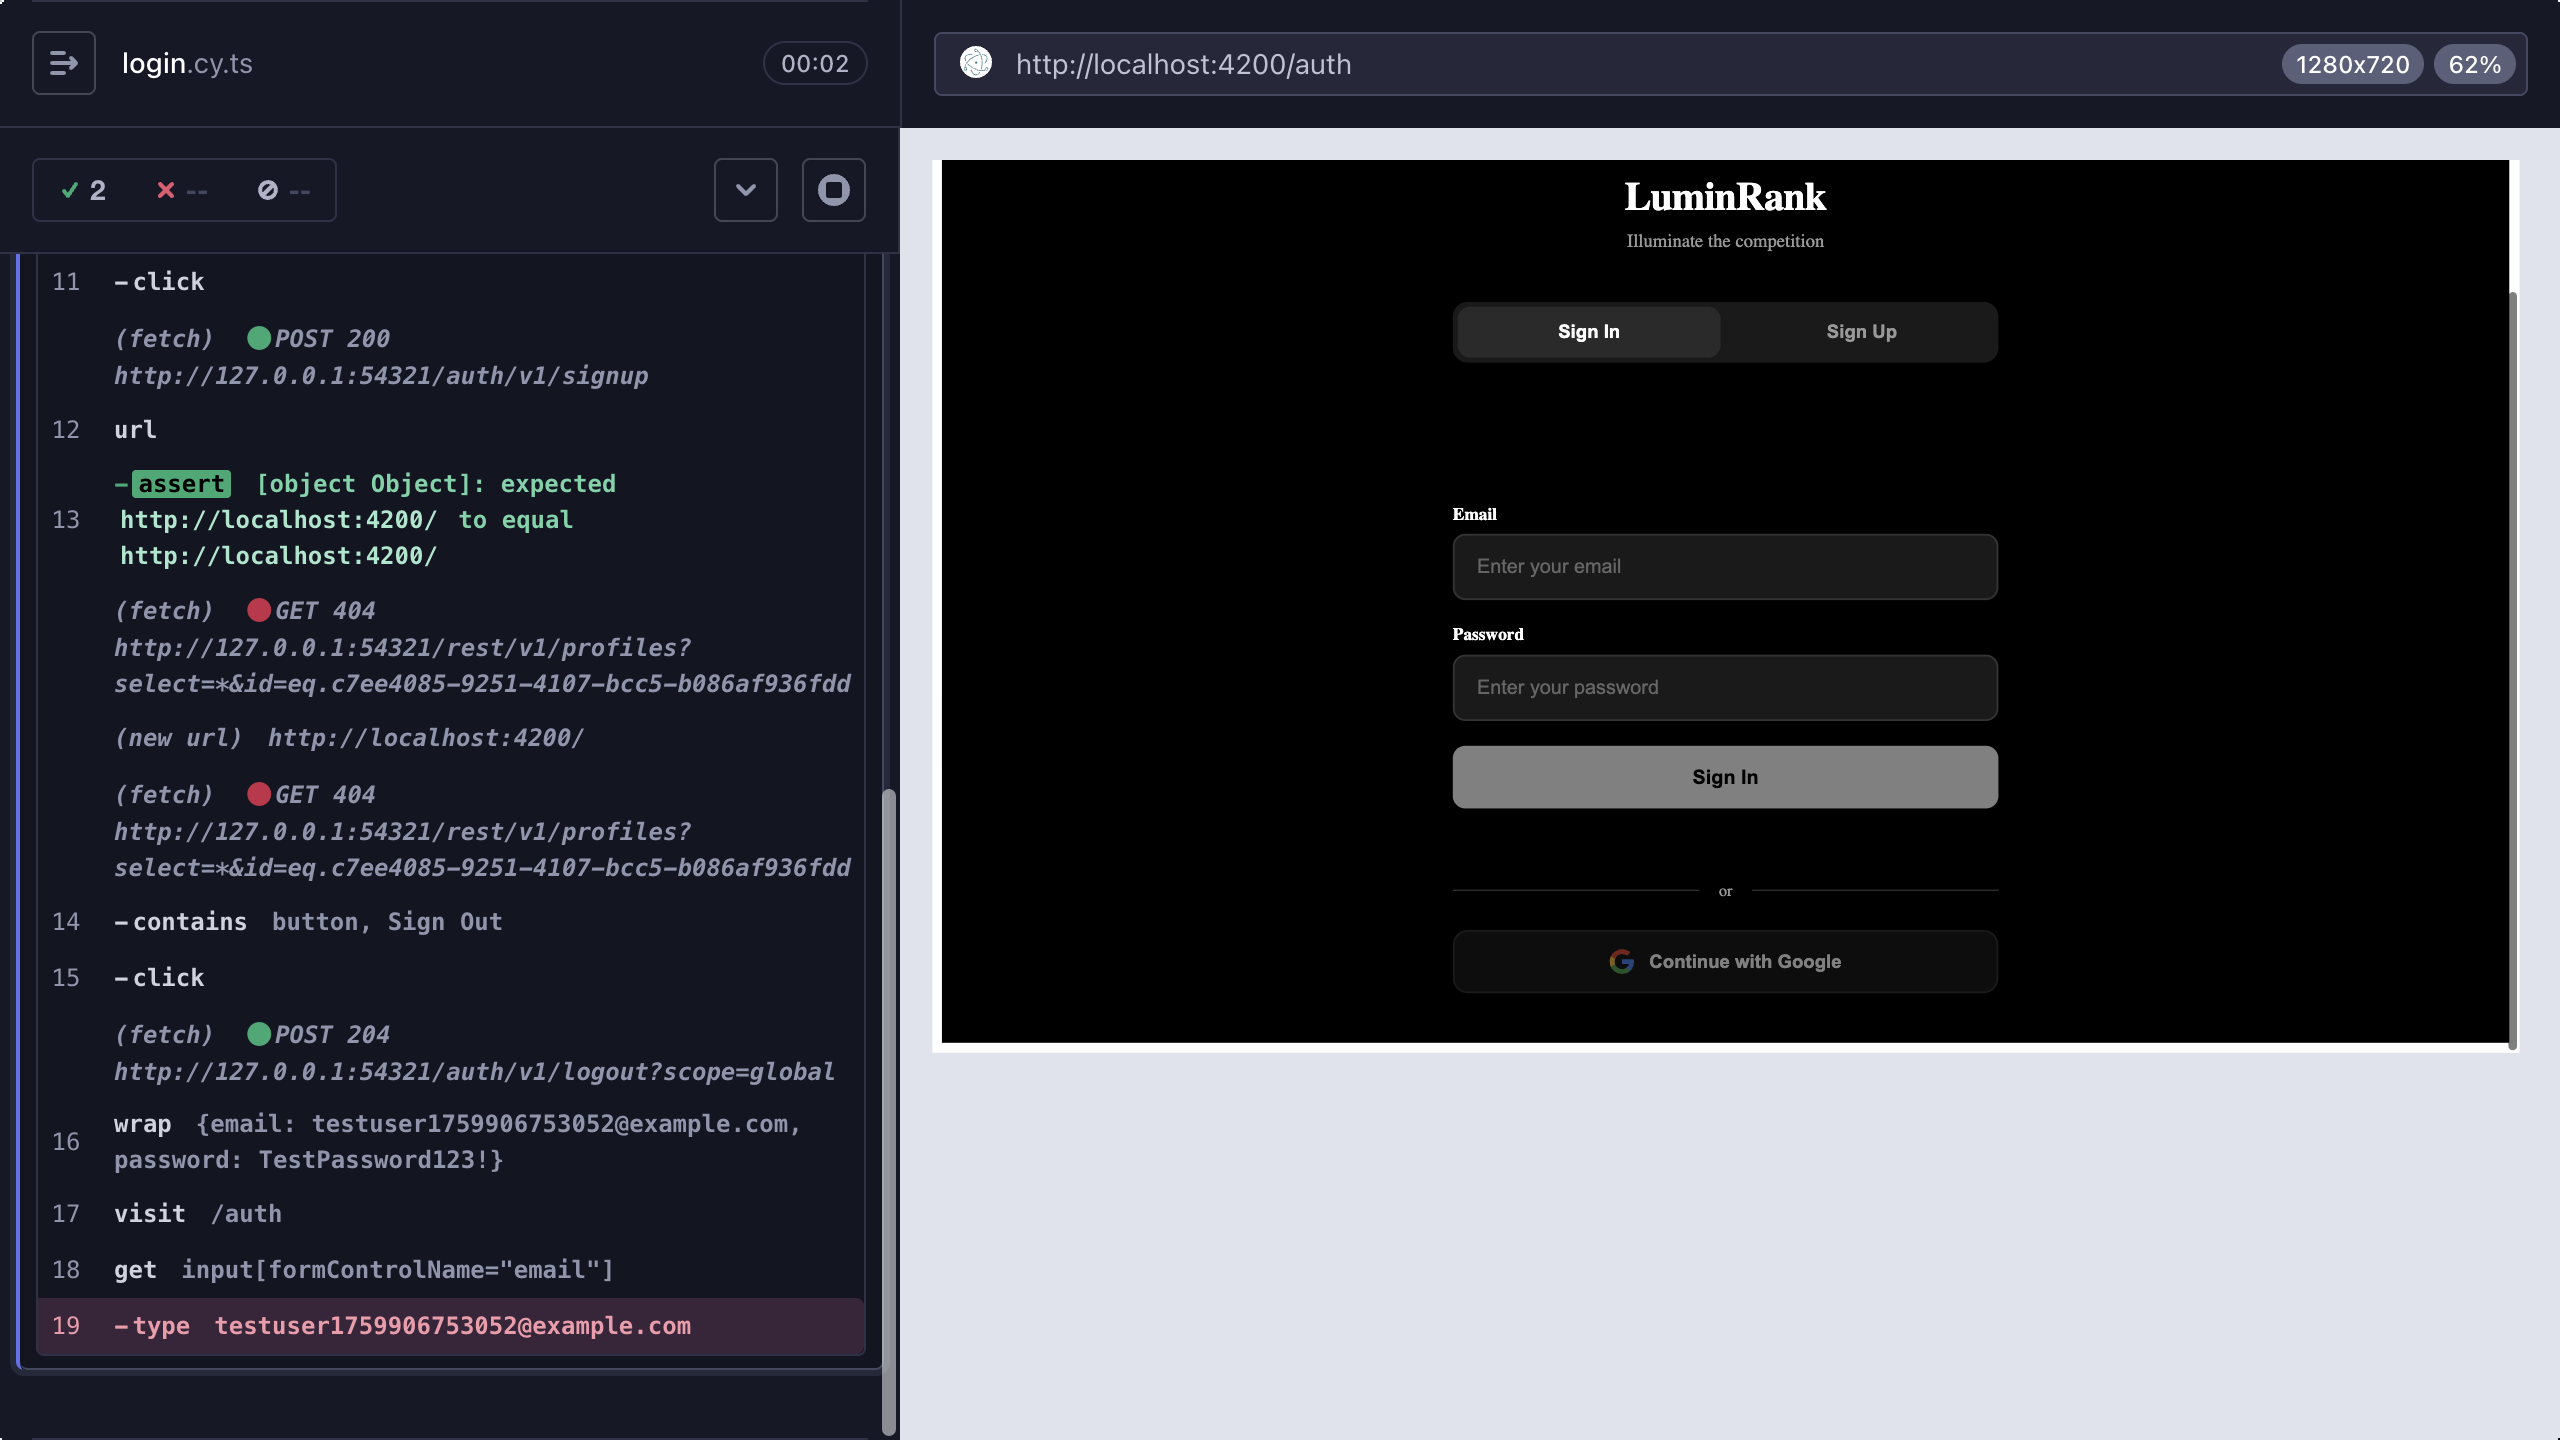 login.cy.ts
00:02
2 -- --
11 -click
(fetch) POST 200
http://127.0.0.1:54321/auth/v1/signup
12 url
-assert [object Object]: expected
13 http://localhost:4200/ to equal
http://localhost:4200/
(fetch) GET 404
http://127.0.0.1:54321/rest/v1/profiles?
select=*&id=eq.c7ee4085-9251-4107-bcc5-b086af936fdd
(new url) http://localhost:4200/
(fetch) GET 404
http://127.0.0.1:54321/rest/v1/profiles?
select=*&id=eq.c7ee4085-9251-4107-bcc5-b086af936fdd
14 -contains button, Sign Out
15 -click
(fetch) POST 204
http://127.0.0.1:54321/auth/v1/logout?scope=global
16 wrap {email: testuser1759906753052@example.com,
password: TestPassword123!}
17 visit /auth
18 get input[formControlName="email"]
19 -type testuser1759906753052@example.com
http://localhost:4200/auth
1280x720 62%
LuminRank
Illuminate the competition
Sign In Sign Up
Email
Enter your email
Password
Enter your password
Sign In
or
Continue with Google